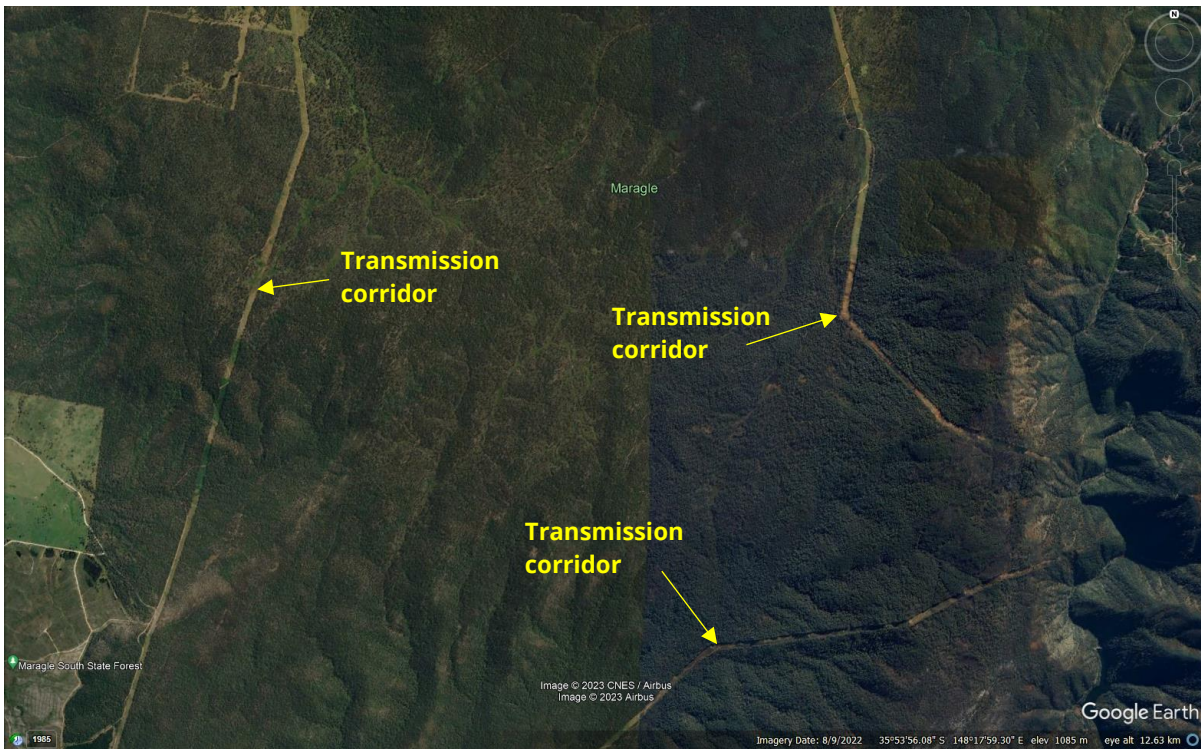 N
Maragle
Transmission
corridor
Transmission
corridor
Transmission
corridor
Maragle South State Forest
Image © 2023 CNES / Airbus
Image © 2023 Airbus
Google Earth
1985
Imagery Date: 8/9/2022 35°53'56.08" S 148°17'59.30" E elev 1085 m eye alt 12.63 km